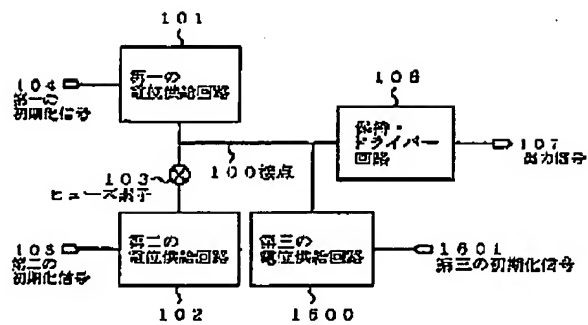 101
104
第一の
初期化信号
第一の
電位供給回路
106
保持・
ドライバー
回路
107
出力信号
100接点
103
ヒューズ素子
105
第二の
初期化信号
第二の
電位供給回路
102
第三の
電位供給回路
1600
1601
第三の初期化信号